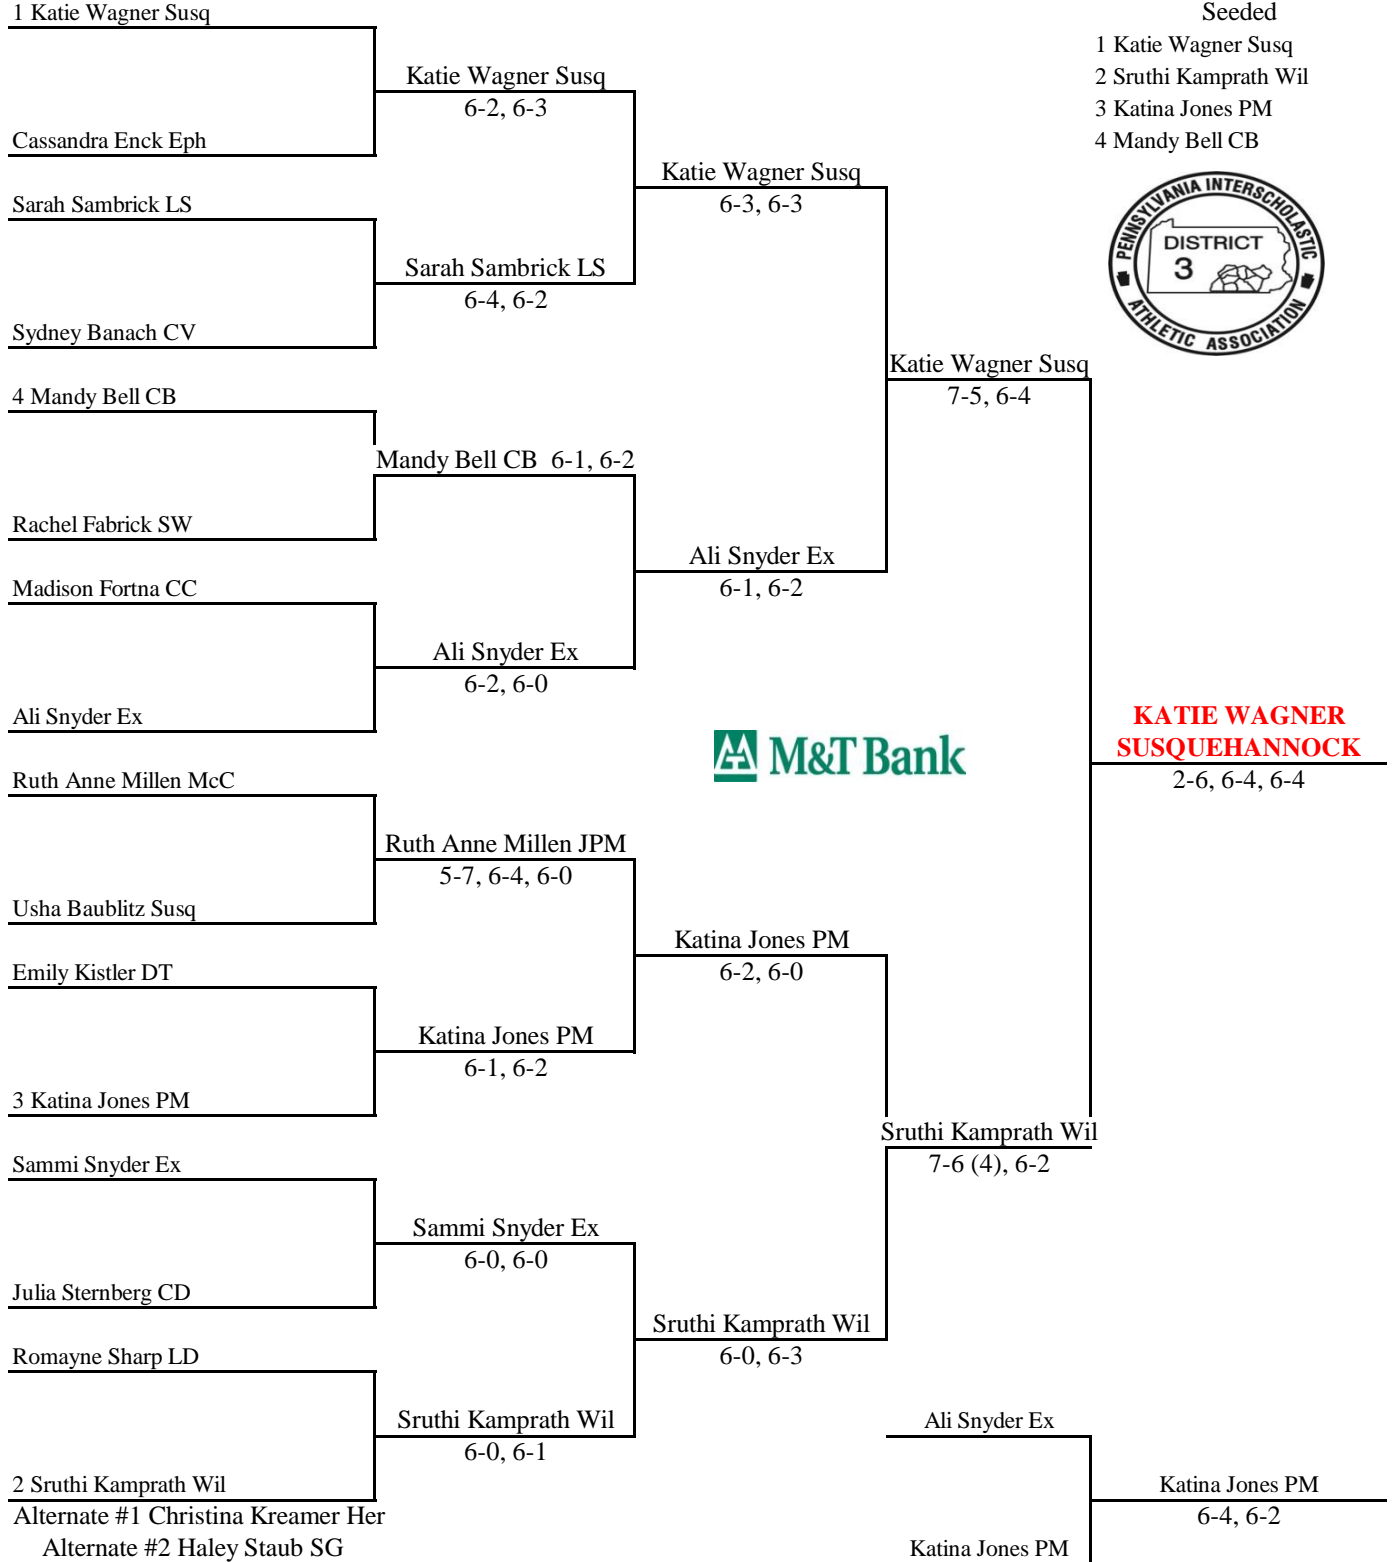 1 Katie Wagner Susq
Seeded
1 Katie Wagner Susq
Katie Wagner Susq
2 Sruthi Kamprath Wil
6-2, 6-3
3 Katina Jones PM
Cassandra Enck Eph
4 Mandy Bell CB
Katie Wagner Susq
Sarah Sambrick LS
6-3, 6-3
PENNSYLVANIA INTERSCHOLASTIC
DISTRICT
3
ATHLETIC ASSOCIATION
Sarah Sambrick LS
6-4, 6-2
Sydney Banach CV
Katie Wagner Susq
4 Mandy Bell CB
7-5, 6-4
Mandy Bell CB 6-1, 6-2
Rachel Fabrick SW
Ali Snyder Ex
Madison Fortna CC
6-1, 6-2
Ali Snyder Ex
6-2, 6-0
Ali Snyder Ex
KATIE WAGNER
SUSQUEHANNOCK
M&T Bank
Ruth Anne Millen McC
2-6, 6-4, 6-4
Ruth Anne Millen JPM
5-7, 6-4, 6-0
Usha Baublitz Susq
Katina Jones PM
Emily Kistler DT
6-2, 6-0
Katina Jones PM
6-1, 6-2
3 Katina Jones PM
Sruthi Kamprath Wil
Sammi Snyder Ex
7-6 (4), 6-2
Sammi Snyder Ex
6-0, 6-0
Julia Sternberg CD
Sruthi Kamprath Wil
Romayne Sharp LD
6-0, 6-3
Sruthi Kamprath Wil
Ali Snyder Ex
6-0, 6-1
2 Sruthi Kamprath Wil
Katina Jones PM
Alternate #1 Christina Kreamer Her
6-4, 6-2
Alternate #2 Haley Staub SG
Katina Jones PM